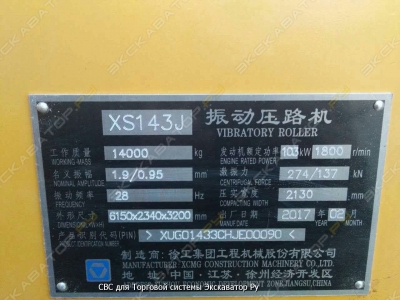 XS143J 振动压路机
VIBRATORY ROLLER
工作质量 14000 kg 发动机额定功率 103kW 1800 r/min
WORKING MASS ENGINE RATED POWER
名义振幅 1.9/0.95 mm 激振力 274/137 kN
NOMINAL AMPLITUDE CENTRIFUGAL FORCE
振动频率 28 Hz 压实宽度 2130 mm
FREQUENCY
外形尺寸 6150x2340x3200 mm 出厂日期 2017 年 02 月
产品识别代码(PIN) > XUG01433CHJE00090 <
制造商: 徐工集团工程机械股份有限公司
MANUFACTURER XCMG CONSTRUCTION MACHINERY CO.,LTD.
地址: 中国·江苏·徐州经济开发区
СВС для Торговой системы Экскаватор Ру